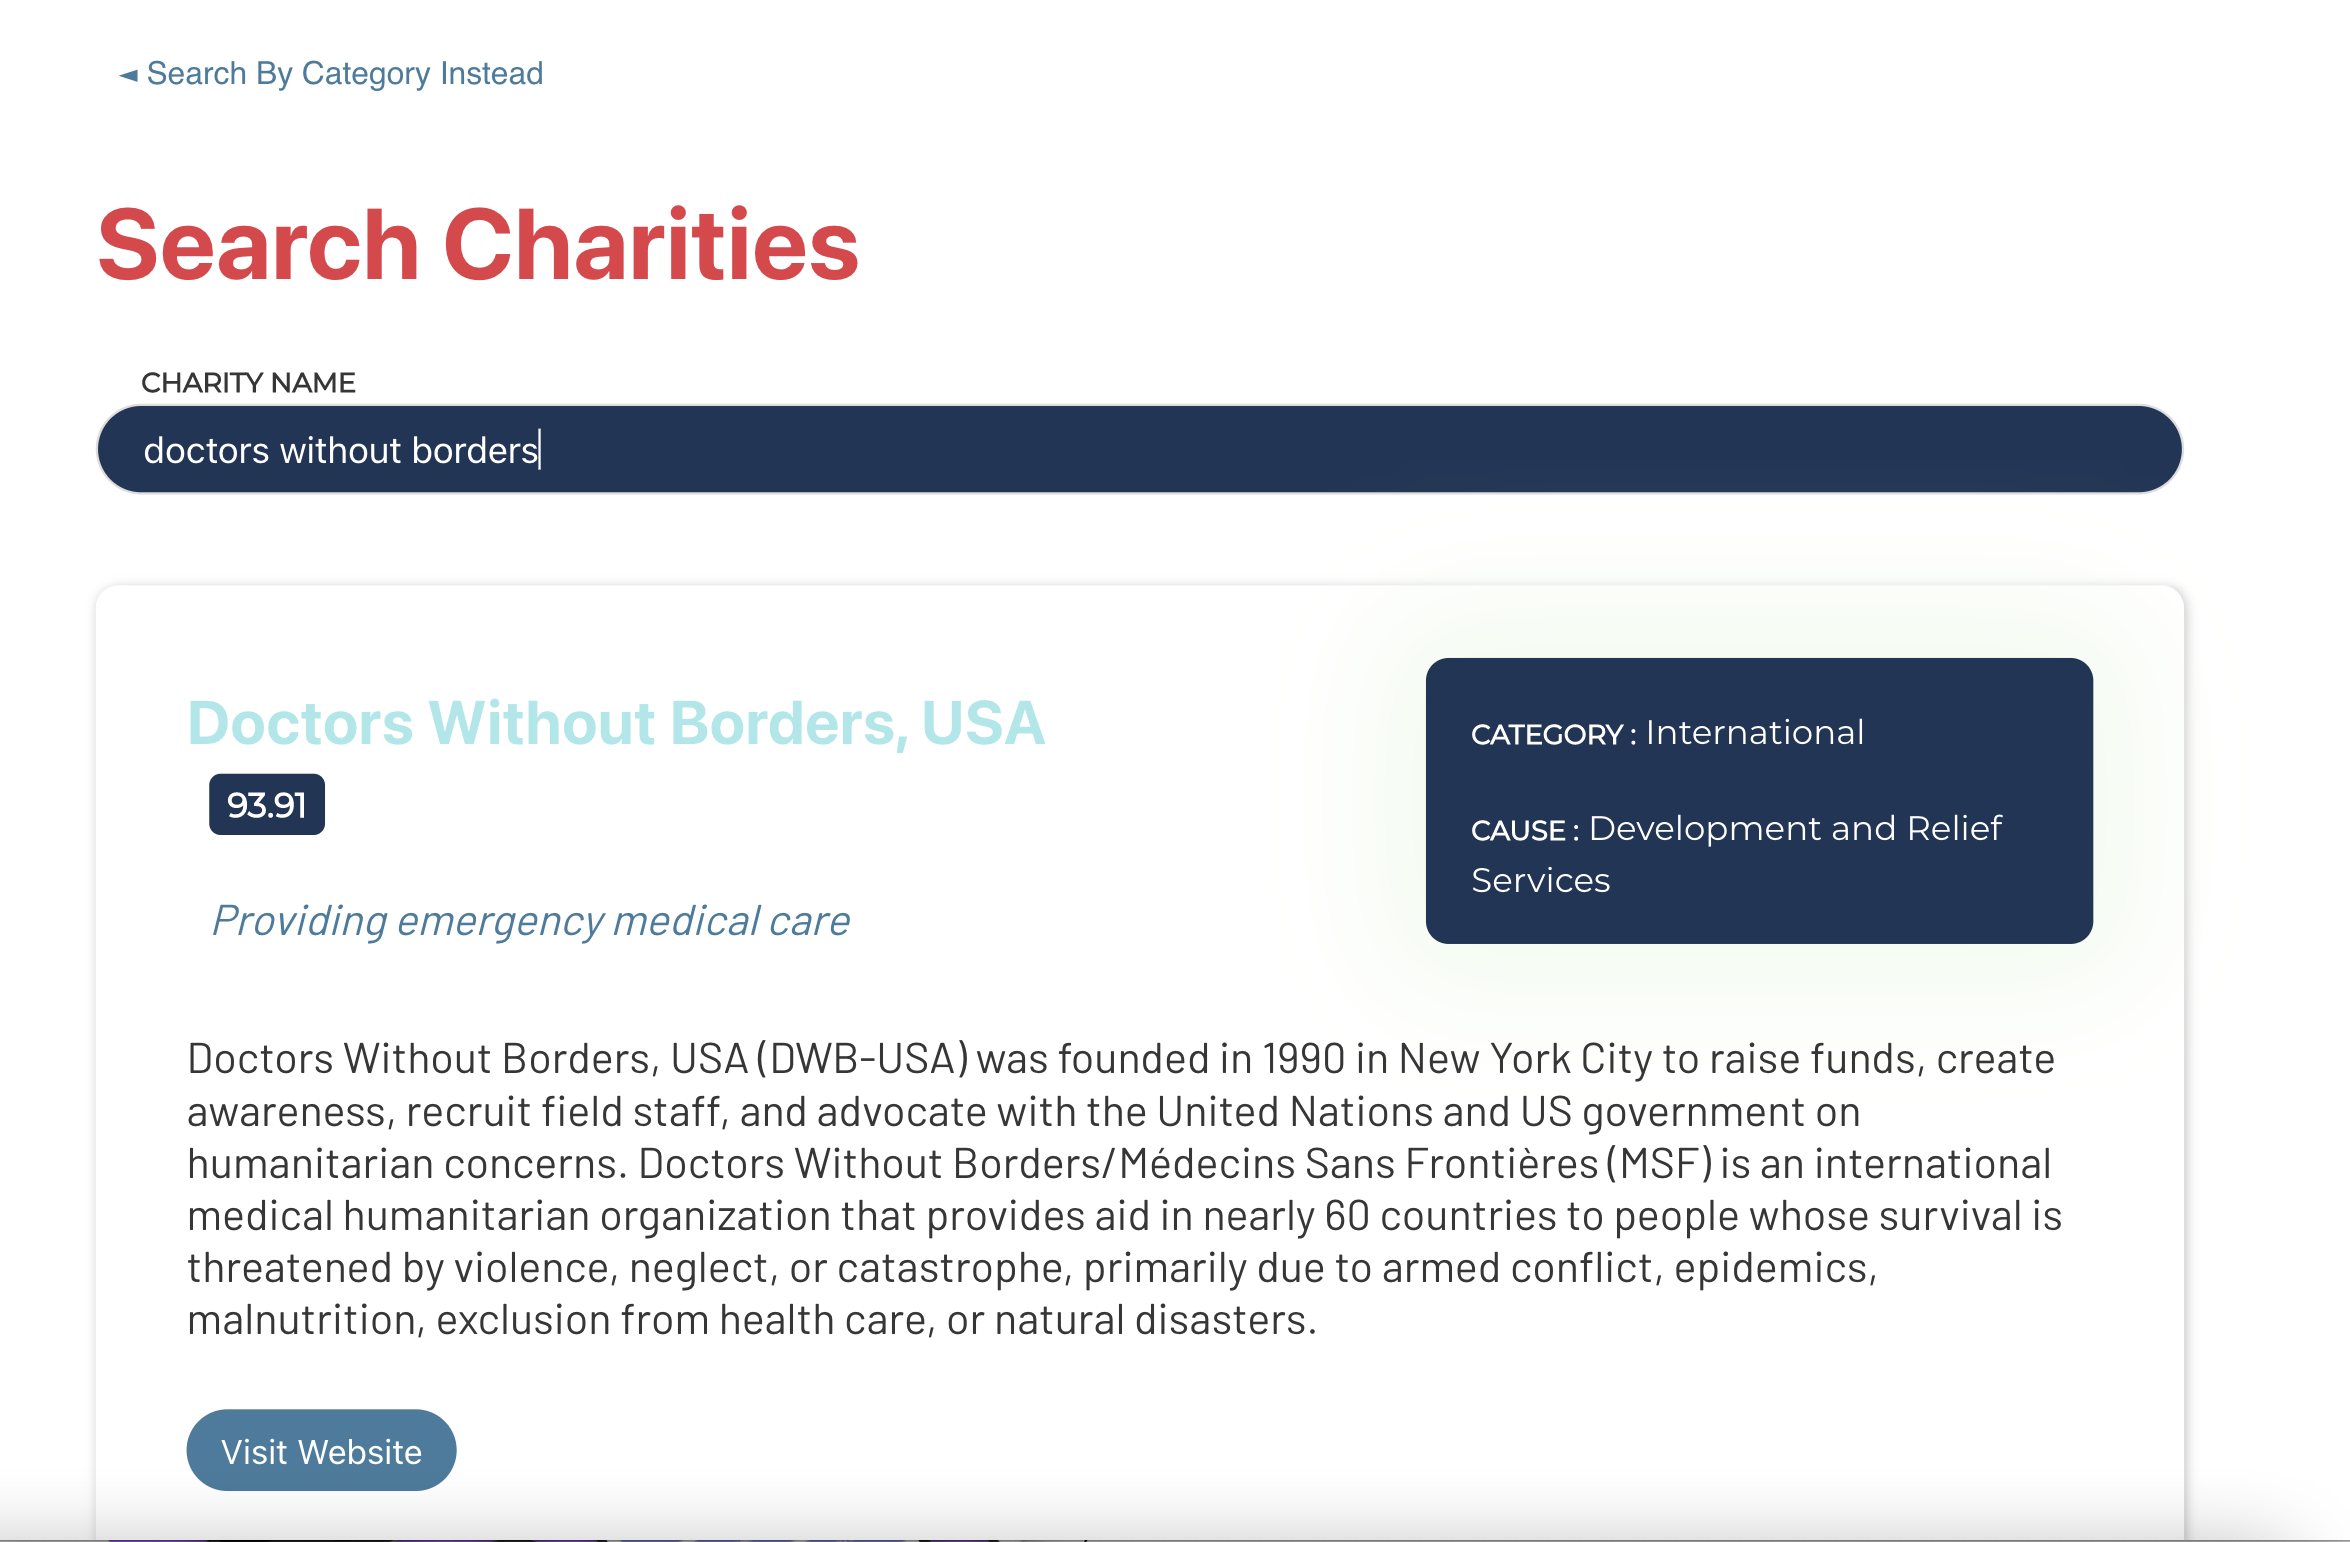 ◄ Search By Category Instead
Search Charities
CHARITY NAME
doctors without borders
Doctors Without Borders, USA
93.91
Providing emergency medical care
CATEGORY : International
CAUSE : Development and Relief
Services
Doctors Without Borders, USA (DWB-USA) was founded in 1990 in New York City to raise funds, create
awareness, recruit field staff, and advocate with the United Nations and US government on
humanitarian concerns. Doctors Without Borders/Médecins Sans Frontières (MSF) is an international
medical humanitarian organization that provides aid in nearly 60 countries to people whose survival is
threatened by violence, neglect, or catastrophe, primarily due to armed conflict, epidemics,
malnutrition, exclusion from health care, or natural disasters.
Visit Website